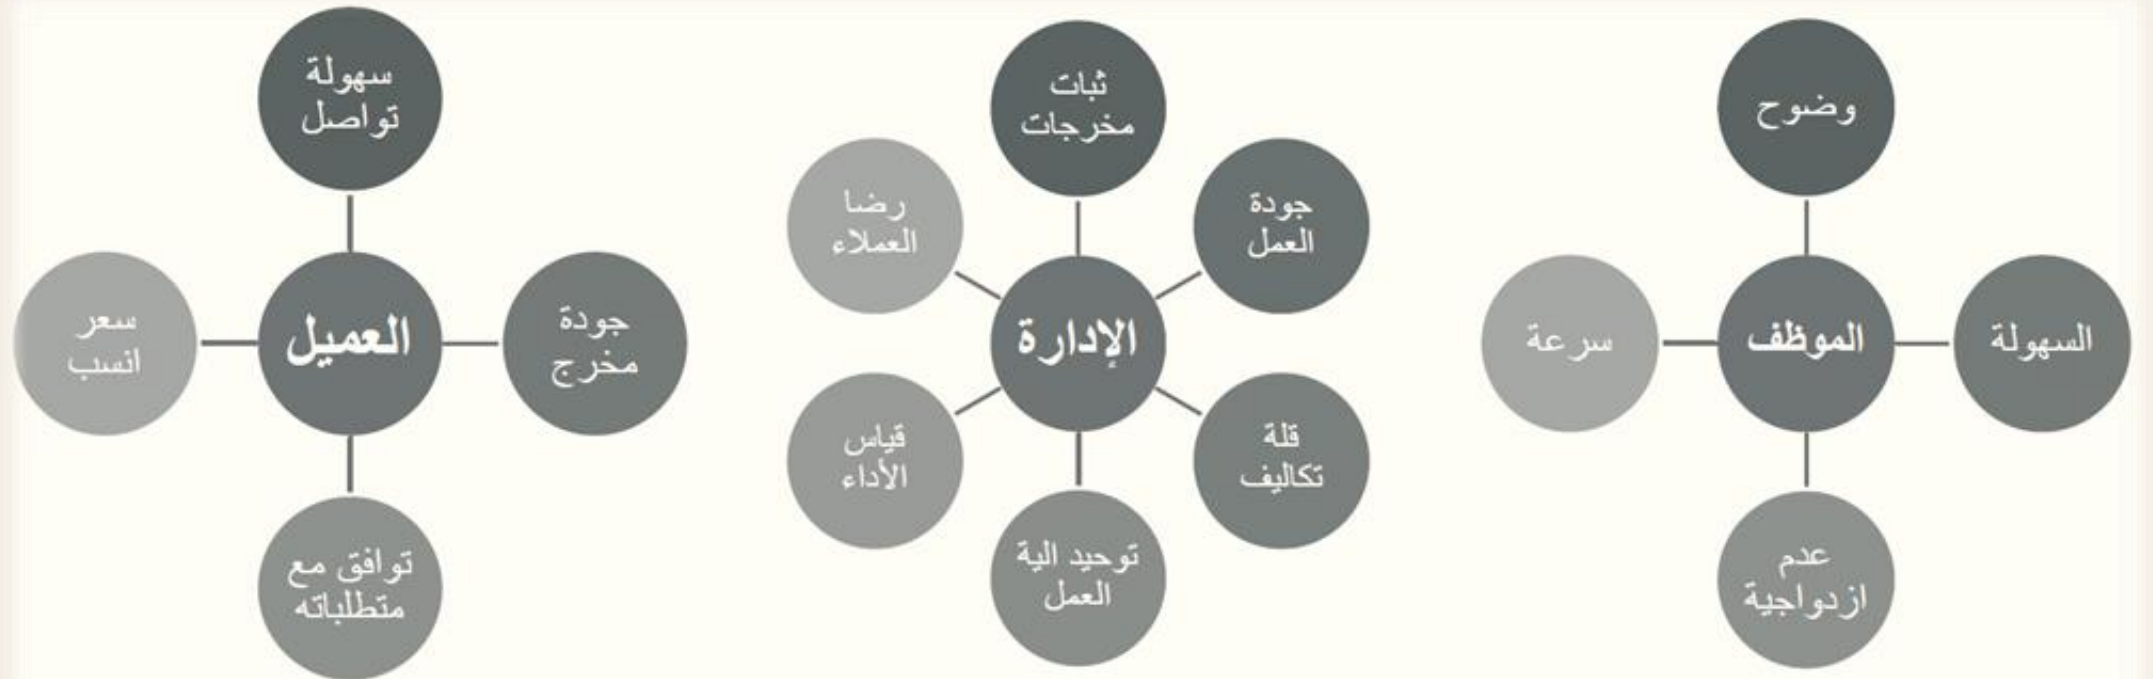 وضوح
السهولة
الموظف
سرعة
عدم
ازدواجية
ثبات
مخرجات
جودة
العمل
رضا
العملاء
الإدارة
قلة
تكاليف
قياس
الأداء
توحيد الية
العمل
سهولة
تواصل
جودة
مخرج
العميل
سعر
انسب
توافق مع
متطلباته